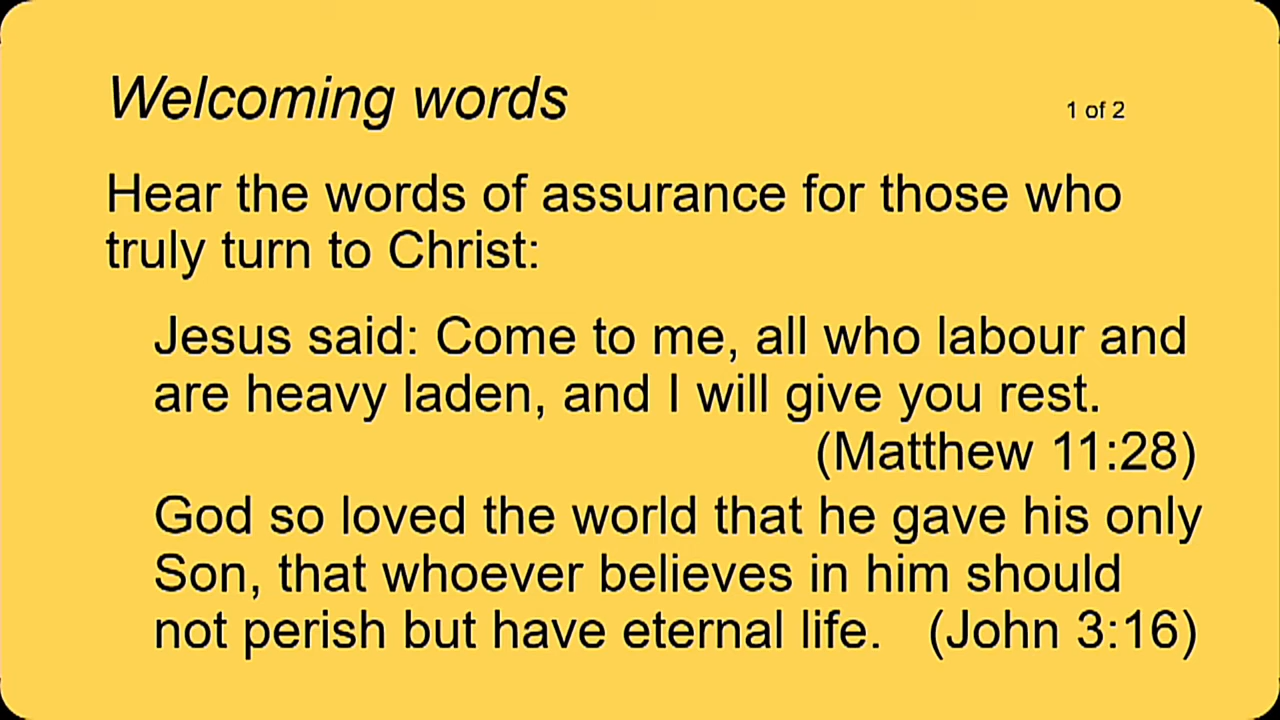 Welcoming words 1 of 2
Hear the words of assurance for those who
truly turn to Christ:
Jesus said: Come to me, all who labour and
are heavy laden, and I will give you rest.
(Matthew 11:28)
God so loved the world that he gave his only
Son, that whoever believes in him should
not perish but have eternal life. (John 3:16)